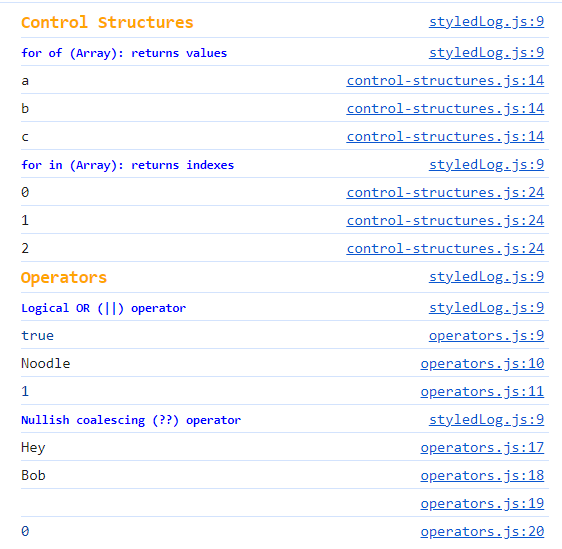 Control Structures styledLog.js:9
for of (Array): returns values styledLog.js:9
a control-structures.js:14
b control-structures.js:14
c control-structures.js:14
for in (Array): returns indexes styledLog.js:9
0 control-structures.js:24
1 control-structures.js:24
2 control-structures.js:24
Operators styledLog.js:9
Logical OR (||) operator styledLog.js:9
true operators.js:9
Noodle operators.js:10
1 operators.js:11
Nullish coalescing (??) operator styledLog.js:9
Hey operators.js:17
Bob operators.js:18
operators.js:19
0 operators.js:20